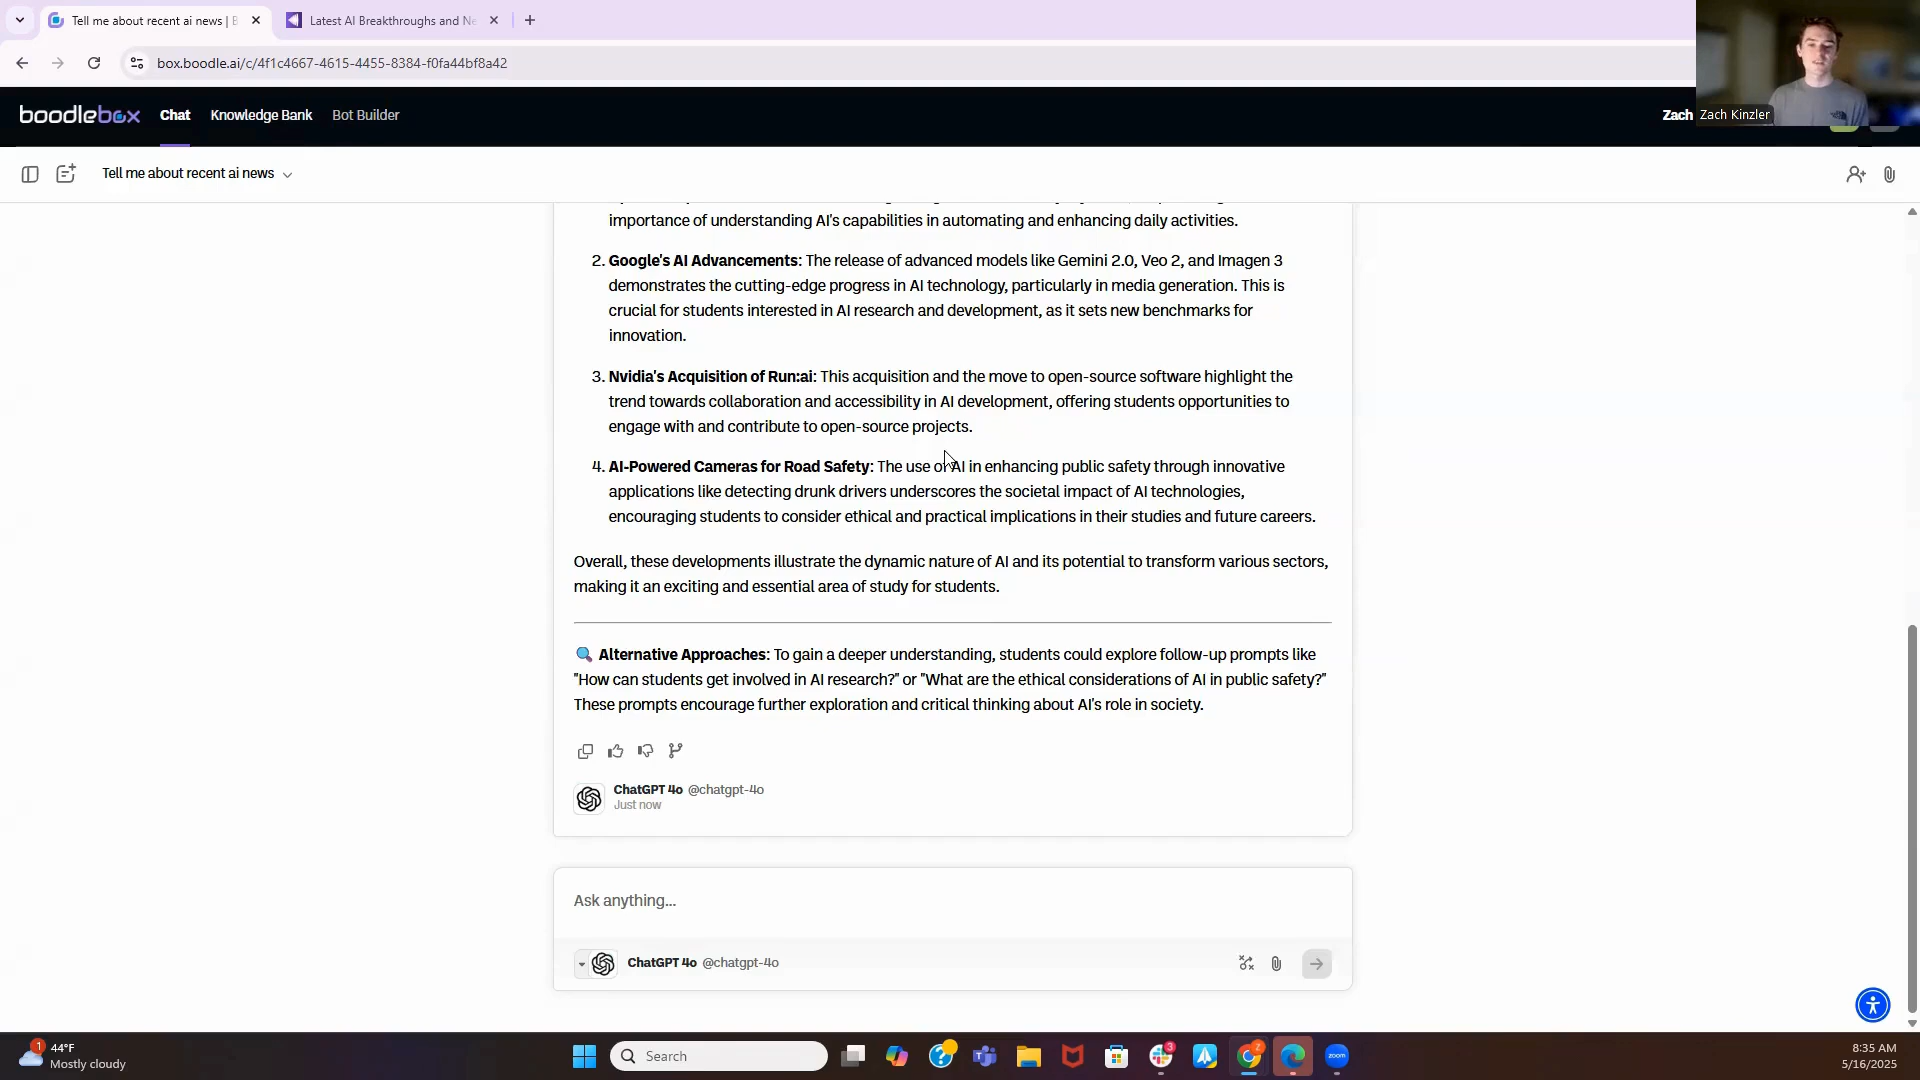 Tell me about recent ai news | B
Latest AI Breakthroughs and Ne
box.boodle.ai/c/4f1c4667-4615-4455-8384-f0fa44bf8a42
boodlebox Chat Knowledge Bank Bot Builder Zach
Zach Kinzler
Tell me about recent ai news
importance of understanding AI's capabilities in automating and enhancing daily activities.
2. Google's AI Advancements: The release of advanced models like Gemini 2.0, Veo 2, and Imagen 3
demonstrates the cutting-edge progress in AI technology, particularly in media generation. This is
crucial for students interested in AI research and development, as it sets new benchmarks for
innovation.
3. Nvidia's Acquisition of Run:ai: This acquisition and the move to open-source software highlight the
trend towards collaboration and accessibility in AI development, offering students opportunities to
engage with and contribute to open-source projects.
4. AI-Powered Cameras for Road Safety: The use of AI in enhancing public safety through innovative
applications like detecting drunk drivers underscores the societal impact of AI technologies,
encouraging students to consider ethical and practical implications in their studies and future careers.
Overall, these developments illustrate the dynamic nature of AI and its potential to transform various sectors,
making it an exciting and essential area of study for students.
Alternative Approaches: To gain a deeper understanding, students could explore follow-up prompts like
"How can students get involved in AI research?" or "What are the ethical considerations of AI in public safety?"
These prompts encourage further exploration and critical thinking about AI's role in society.
ChatGPT 4o @chatgpt-4o
Just now
Ask anything...
ChatGPT 4o @chatgpt-4o
1
44°F
Mostly cloudy
Search
3
2
zoom
8:35 AM
5/16/2025